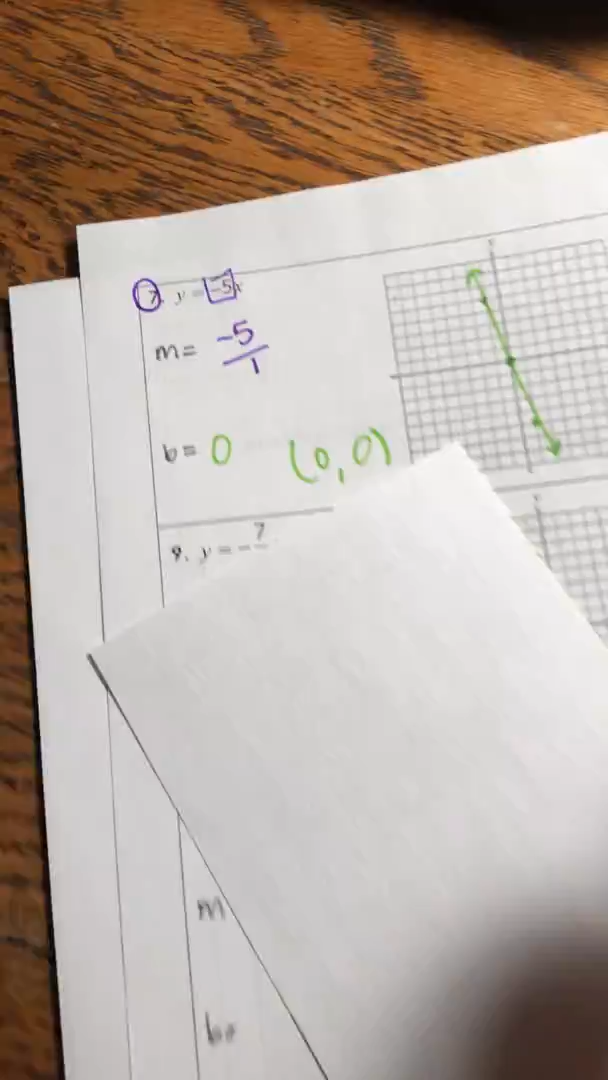 7. y = -5x
m = -5/1
b = 0 (0,0)
9. y = - 7
m
b=